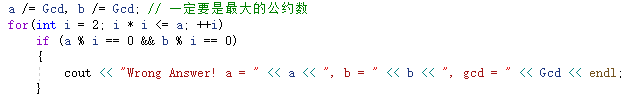 a /= Gcd, b /= Gcd; // 一定要是最大的公约数
for(int i = 2; i * i <= a; ++i)
if (a % i == 0 && b % i == 0)
{
cout << "Wrong Answer! a = " << a << ", b = " << b << ", gcd = " << Gcd << endl;
}